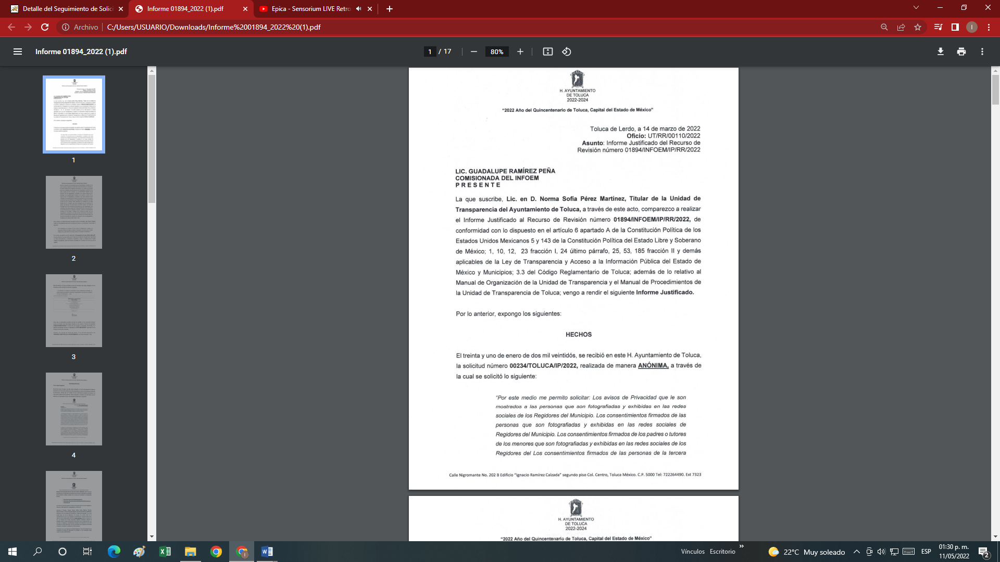 Detalle del Seguimiento de Solici
Informe 01894_2022 (1).pdf
Epica - Sensorium LIVE Retro
Archivo
C:/Users/USUARIO/Downloads/Informe%2001894_2022%20(1).pdf
I
Informe 01894_2022 (1).pdf
1 / 17
80%
1
2
3
4
H. AYUNTAMIENTO
DE TOLUCA
2022-2024
“2022 Año del Quincentenario de Toluca, Capital del Estado de México”
Toluca de Lerdo, a 14 de marzo de 2022
Oficio: UT/RR/00110/2022
Asunto: Informe Justificado del Recurso de
Revisión número 01894/INFOEM/IP/RR/2022
LIC. GUADALUPE RAMÍREZ PEÑA
COMISIONADA DEL INFOEM
P R E S E N T E
La que suscribe, Lic. en D. Norma Sofía Pérez Martínez, Titular de la Unidad de
Transparencia del Ayuntamiento de Toluca, a través de este acto, comparezco a realizar
el Informe Justificado al Recurso de Revisión número 01894/INFOEM/IP/RR/2022, de
conformidad con lo dispuesto en el artículo 6 apartado A de la Constitución Política de los
Estados Unidos Mexicanos 5 y 143 de la Constitución Política del Estado Libre y Soberano
de México; 1, 10, 12, 23 fracción I, 24 último párrafo, 25, 53, 185 fracción II y demás
aplicables de la Ley de Transparencia y Acceso a la Información Pública del Estado de
México y Municipios; 3.3 del Código Reglamentario de Toluca; además de lo relativo al
Manual de Organización de la Unidad de Transparencia y el Manual de Procedimientos de
la Unidad de Transparencia de Toluca; vengo a rendir el siguiente Informe Justificado.
Por lo anterior, expongo los siguientes:
HECHOS
El treinta y uno de enero de dos mil veintidós, se recibió en este H. Ayuntamiento de Toluca,
la solicitud número 00234/TOLUCA/IP/2022, realizada de manera ANÓNIMA, a través de
la cual se solicitó lo siguiente:
“Por este medio me permito solicitar: Los avisos de Privacidad que le son
mostrados a las personas que son fotografiadas y exhibidas en las redes
sociales de los Regidores del Municipio. Los consentimientos firmados de las
personas que son fotografiadas y exhibidas en las redes sociales de
Regidores del Municipio. Los consentimientos firmados de los padres o tutores
de los menores que son fotografiadas y exhibidas en las redes sociales de los
Regidores del Los consentimientos firmados de las personas de la tercera
Calle Nigromante No. 202 B Edificio “Ignacio Ramírez Calzada” segundo piso Col. Centro, Toluca México. C.P. 5000 Tel: 722264490. Ext 7323
H. AYUNTAMIENTO
DE TOLUCA
2022-2024
“2022 Año del Quincentenario de Toluca, Capital del Estado de México”
Vínculos
Escritorio
22°C Muy soleado
ESP
01:30 p. m.
11/05/2022
2